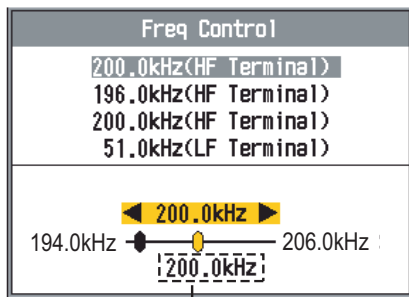 Freq Control
200.0kHz(HF Terminal)
196.0kHz(HF Terminal)
200.0kHz(HF Terminal)
51.0kHz(LF Terminal)
◀ 200.0kHz ▶
194.0kHz 206.0kHz
200.0kHz